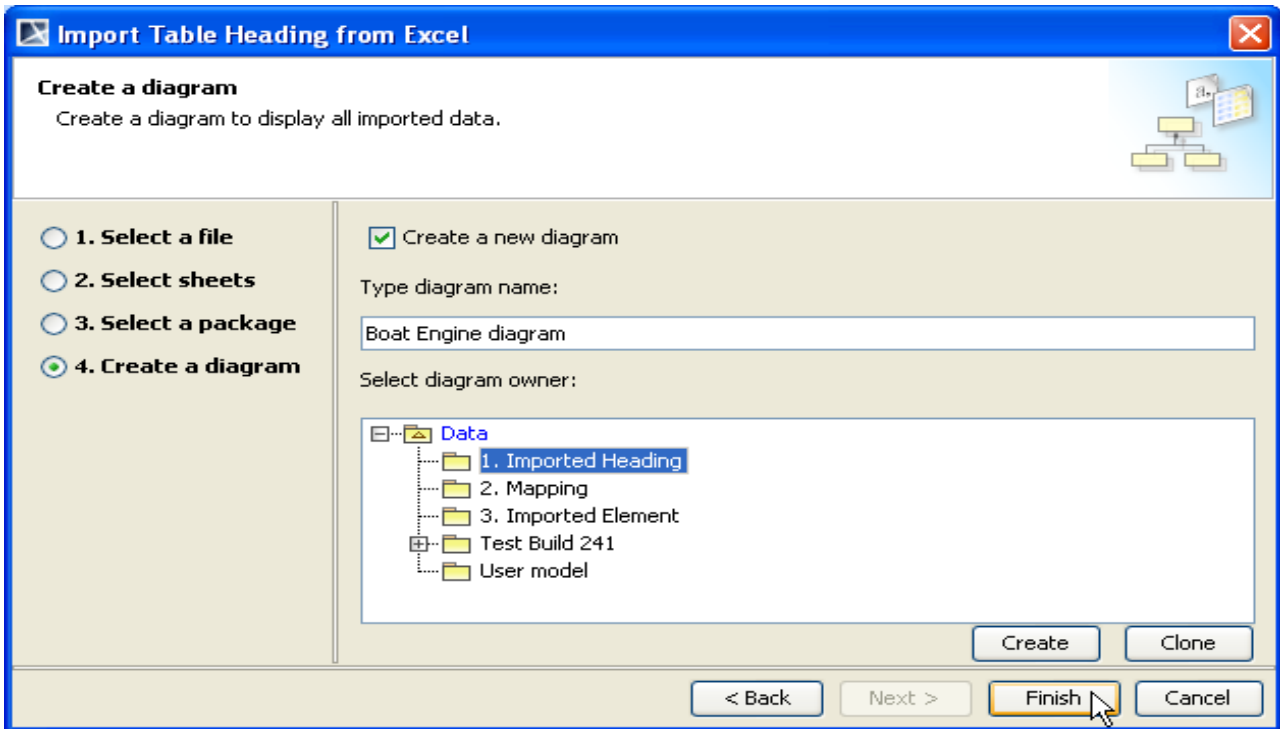 Import Table Heading from Excel
Create a diagram
Create a diagram to display all imported data.
1. Select a file
2. Select sheets
3. Select a package
4. Create a diagram
Create a new diagram
Type diagram name:
Boat Engine diagram
Select diagram owner:
Data
1. Imported Heading
2. Mapping
3. Imported Element
Test Build 241
User model
Create Clone
< Back Next > Finish Cancel